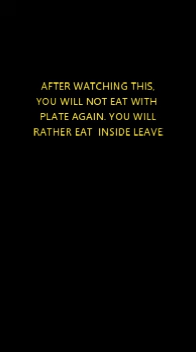 AFTER WATCHING THIS,
YOU WILL NOT EAT WITH
PLATE AGAIN. YOU WILL
RATHER EAT INSIDE LEAVE